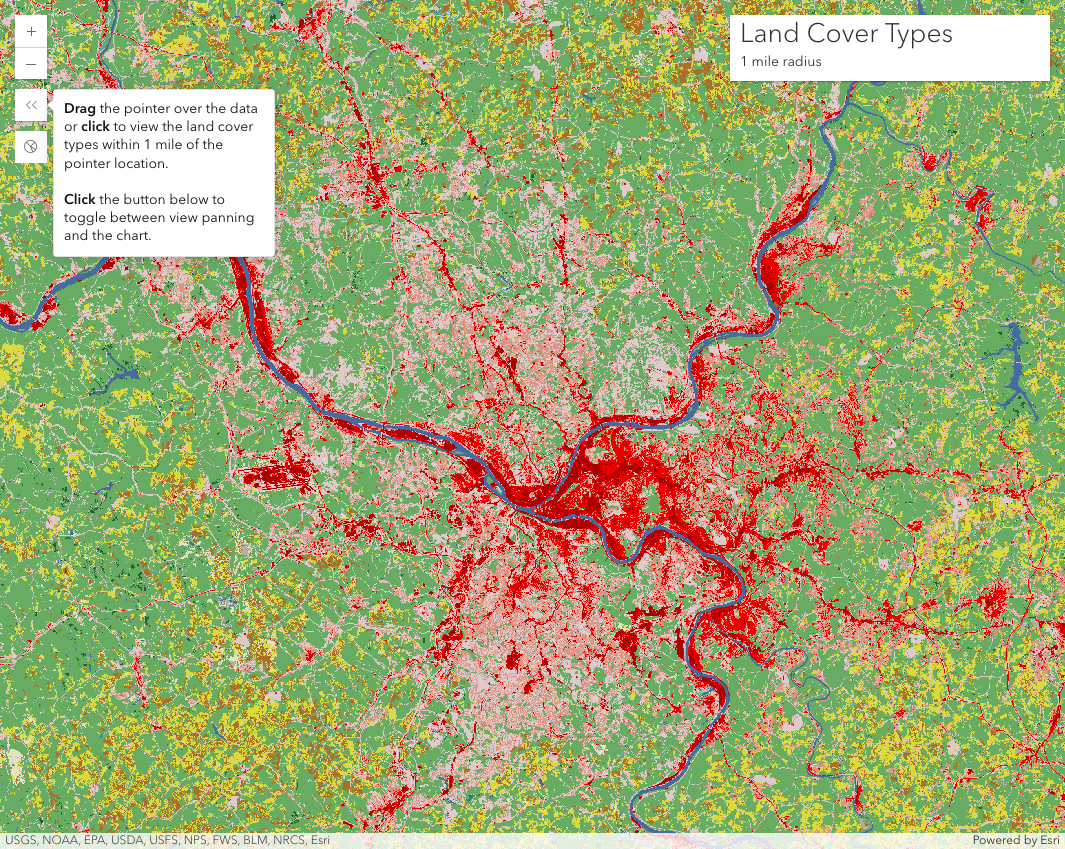 Land Cover Types
1 mile radius
Drag the pointer over the data
or click to view the land cover
types within 1 mile of the
pointer location.
Click the button below to
toggle between view panning
and the chart.
USGS, NOAA, EPA, USDA, USFS, NPS, FWS, BLM, NRCS, Esri
Powered by Esri